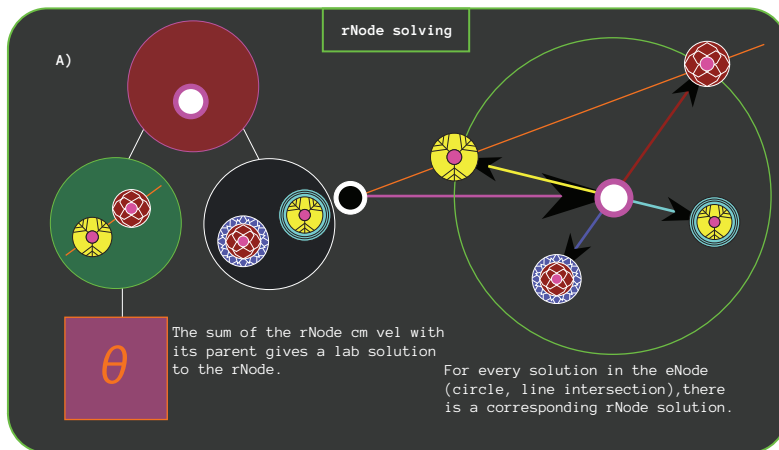 rNode solving
A)
θ
The sum of the rNode cm vel with
its parent gives a lab solution
to the rNode.
For every solution in the eNode
(circle, line intersection),there
is a corresponding rNode solution.